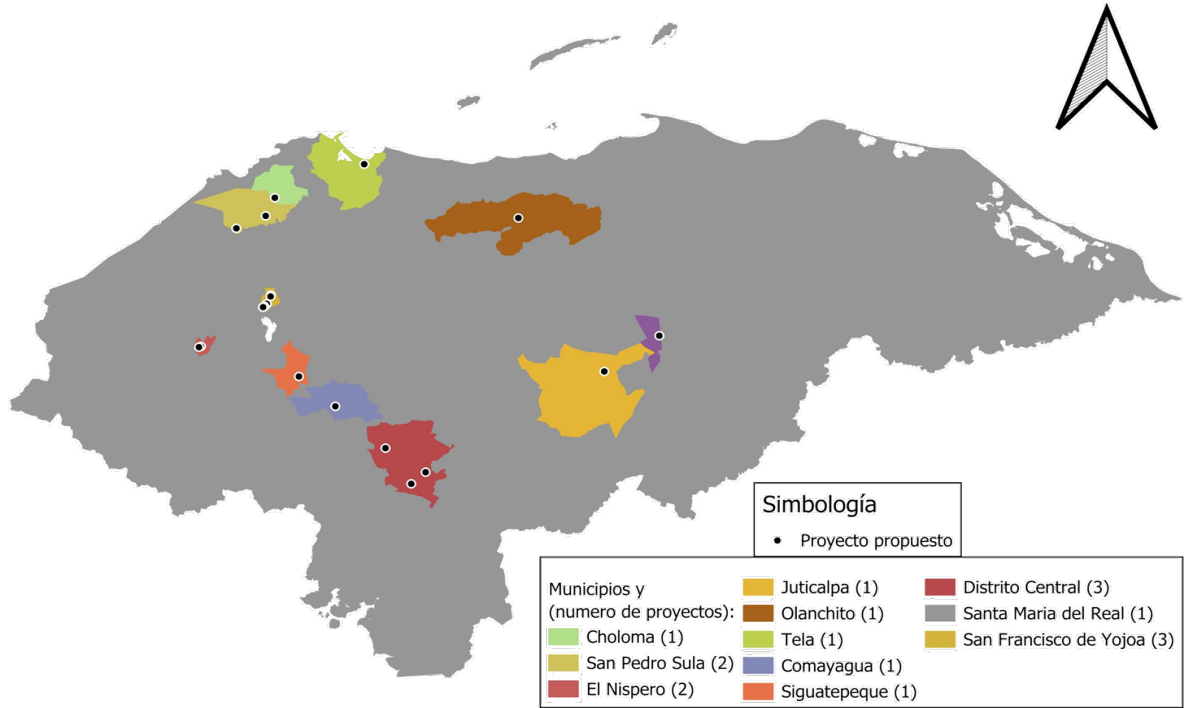 Simbología
Proyecto propuesto
Municipios y
(numero de proyectos):
Choloma (1)
San Pedro Sula (2)
El Nispero (2)
Juticalpa (1)
Olanchito (1)
Tela (1)
Comayagua (1)
Siguatepeque (1)
Distrito Central (3)
Santa Maria del Real (1)
San Francisco de Yojoa (3)